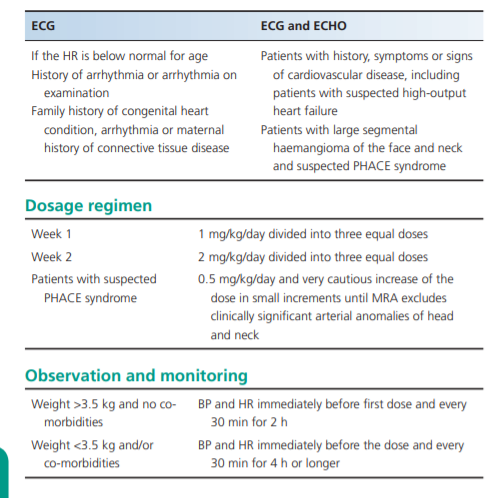 ECG
ECG and ECHO
If the HR is below normal for age
History of arrhythmia or arrhythmia on
examination
Family history of congenital heart
condition, arrhythmia or maternal
history of connective tissue disease
Patients with history, symptoms or signs
of cardiovascular disease, including
patients with suspected high-output
heart failure
Patients with large segmental
haemangioma of the face and neck
and suspected PHACE syndrome
Dosage regimen
Week 1
1 mg/kg/day divided into three equal doses
Week 2
2 mg/kg/day divided into three equal doses
Patients with suspected
PHACE syndrome
0.5 mg/kg/day and very cautious increase of the
dose in small increments until MRA excludes
clinically significant arterial anomalies of head
and neck
Observation and monitoring
Weight >3.5 kg and no co-
morbidities
BP and HR immediately before first dose and every
30 min for 2 h
Weight <3.5 kg and/or
co-morbidities
BP and HR immediately before the dose and every
30 min for 4 h or longer